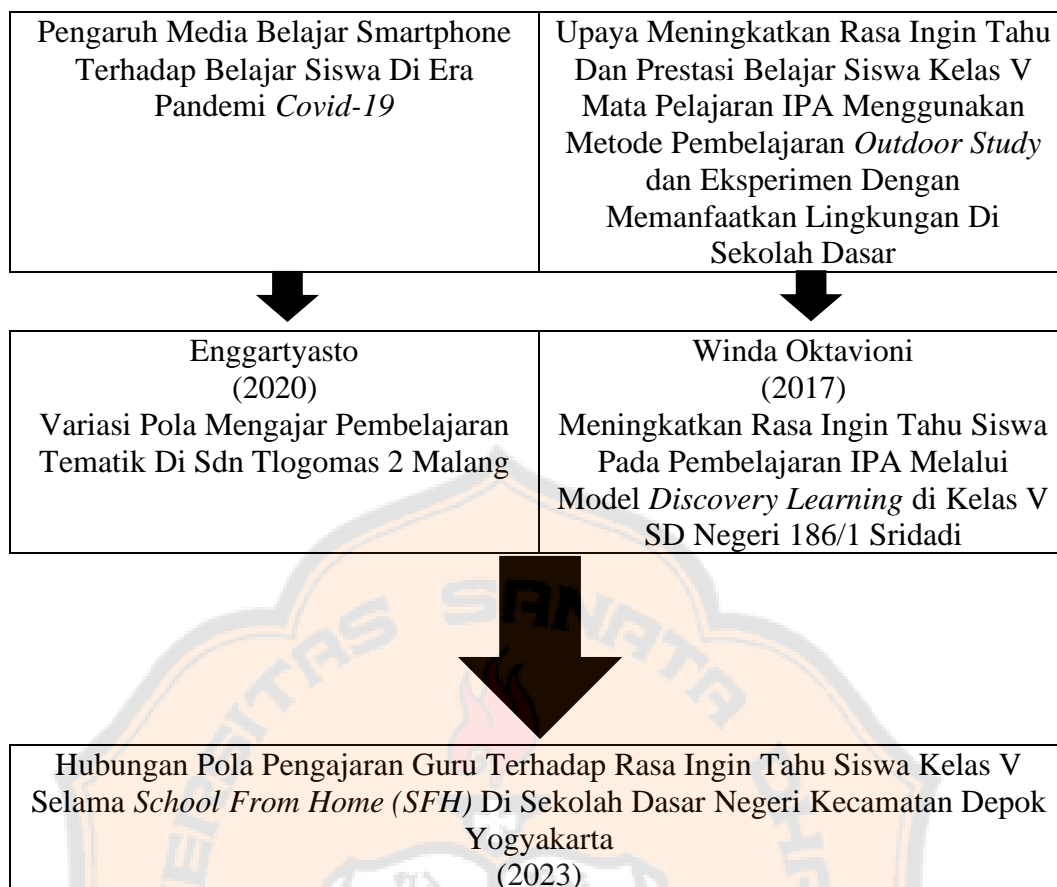 Pengaruh Media Belajar Smartphone
Terhadap Belajar Siswa Di Era
Pandemi Covid-19
Upaya Meningkatkan Rasa Ingin Tahu
Dan Prestasi Belajar Siswa Kelas V
Mata Pelajaran IPA Menggunakan
Metode Pembelajaran Outdoor Study
dan Eksperimen Dengan
Memanfaatkan Lingkungan Di
Sekolah Dasar
Enggartyasto
(2020)
Variasi Pola Mengajar Pembelajaran
Tematik Di Sdn Tlogomas 2 Malang
Winda Oktavioni
(2017)
Meningkatkan Rasa Ingin Tahu Siswa
Pada Pembelajaran IPA Melalui
Model Discovery Learning di Kelas V
SD Negeri 186/1 Sridadi
SANATA
Hubungan Pola Pengajaran Guru Terhadap Rasa Ingin Tahu Siswa Kelas V
Selama School From Home (SFH) Di Sekolah Dasar Negeri Kecamatan Depok
Yogyakarta
(2023)